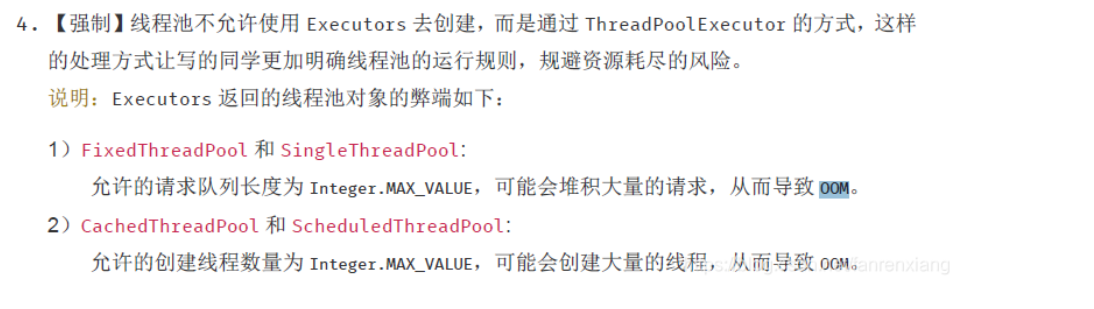 4. 【强制】线程池不允许使用 Executors 去创建，而是通过 ThreadPoolExecutor 的方式，这样
的处理方式让写的同学更加明确线程池的运行规则，规避资源耗尽的风险。
说明：Executors 返回的线程池对象的弊端如下：
1）FixedThreadPool 和 SingleThreadPool:
允许的请求队列长度为 Integer.MAX_VALUE，可能会堆积大量的请求，从而导致 OOM。
2）CachedThreadPool 和 ScheduledThreadPool:
允许的创建线程数量为 Integer.MAX_VALUE，可能会创建大量的线程，从而导致 OOM。